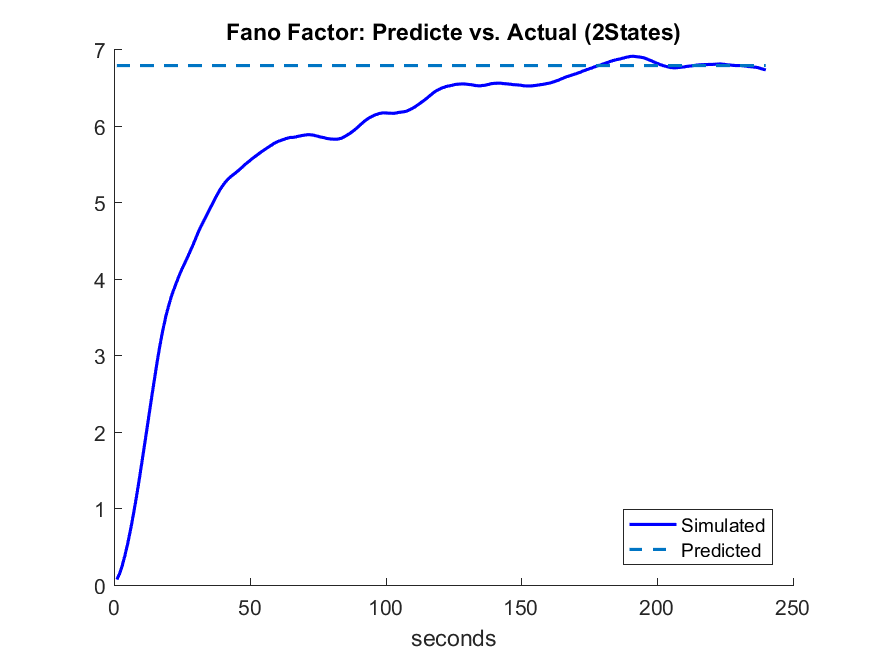 Fano Factor: Predicte vs. Actual (2States)
7
6
5
4
3
2
1
0
0 50 100 150 200 250
seconds
Simulated
Predicted